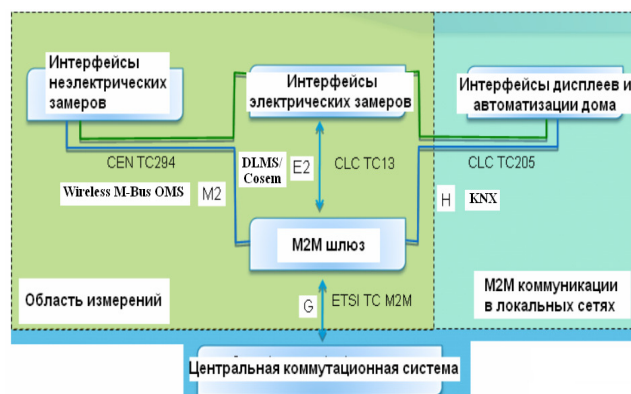 Интерфейсы
неэлектрических
замеров
Интерфейсы
электрических замеров
Интерфейсы дисплеев и
автоматизации дома
CEN TC294
DLMS/
Cosem
E2
CLC TC13
CLC TC205
Wireless M-Bus OMS
M2
H
KNX
M2M шлюз
Область измерений
G
ETSI TC M2M
M2M коммуникации
в локальных сетях
Центральная коммутационная система